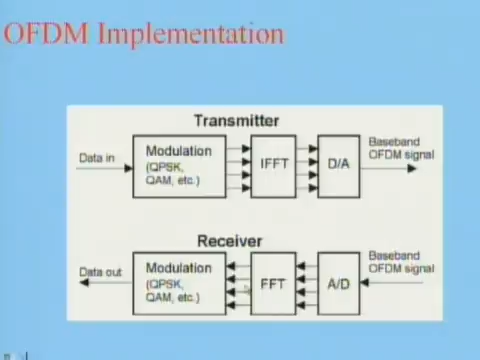 OFDM Implementation
Transmitter
Data in
Modulation
(QPSK,
QAM, etc.)
IFFT
D/A
Baseband
OFDM signal
Receiver
Data out
Modulation
(QPSK,
QAM, etc.)
FFT
A/D
Baseband
OFDM signal